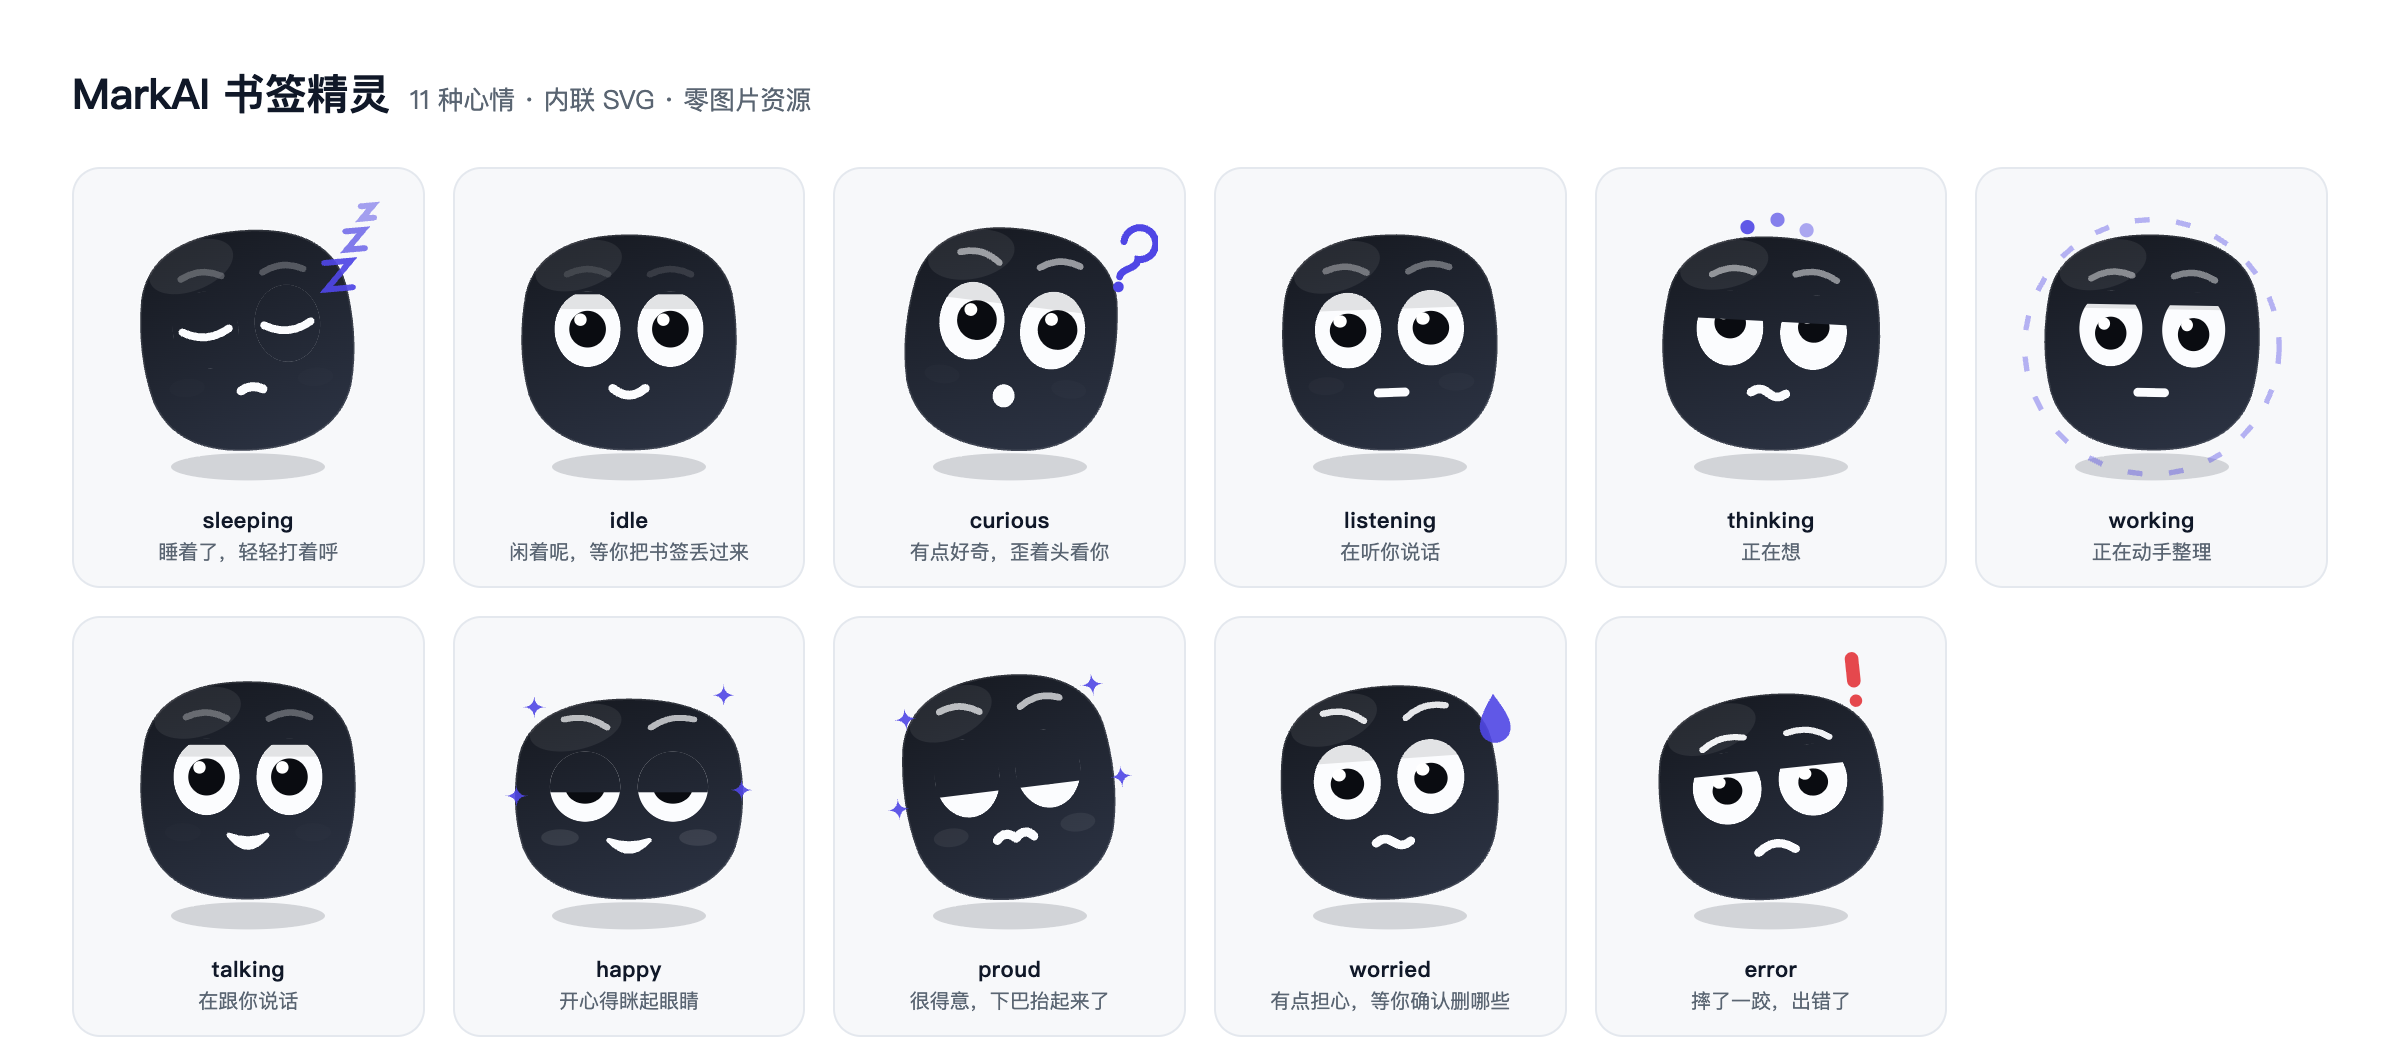 MarkAI 书签精灵 11 种心情 · 内联 SVG · 零图片资源
sleeping
睡着了，轻轻打着呼
idle
闲着呢，等你把书签丢过来
curious
有点好奇，歪着头看你
listening
在听你说话
thinking
正在想
working
正在动手整理
talking
在跟你说话
happy
开心得眯起眼睛
proud
很得意，下巴抬起来了
worried
有点担心，等你确认删哪些
error
摔了一跤，出错了